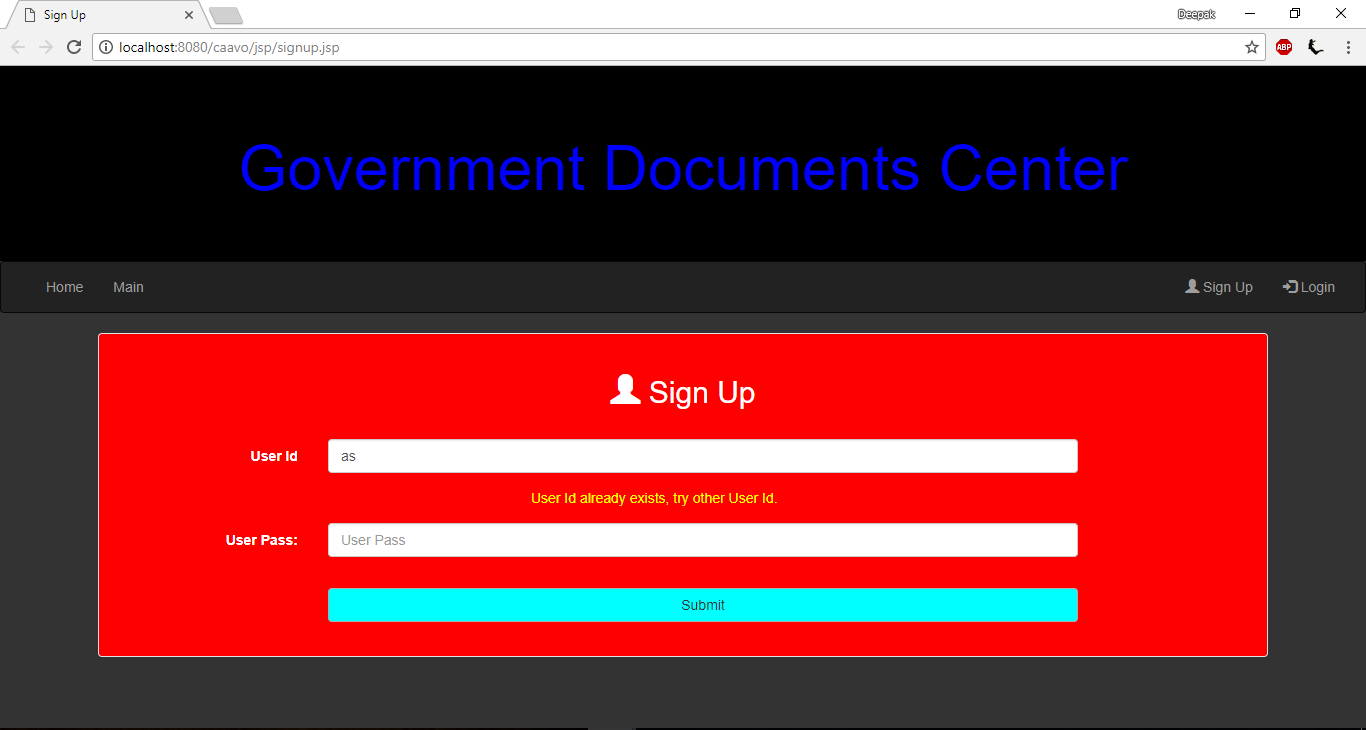 Sign Up
Deepak
localhost:8080/caavo/jsp/signup.jsp
ABP
Government Documents Center
Home Main Sign Up Login
Sign Up
User Id as
User Id already exists, try other User Id.
User Pass: User Pass
Submit